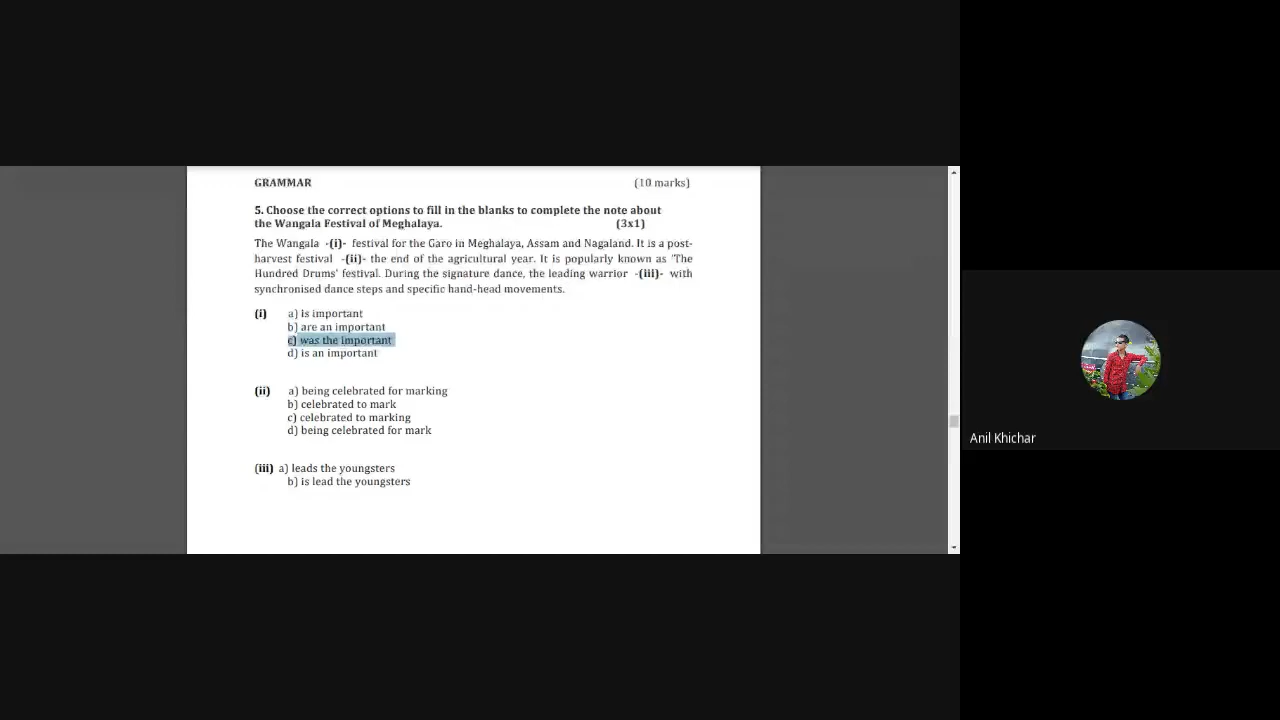 GRAMMAR (10 marks)
5. Choose the correct options to fill in the blanks to complete the note about
the Wangala Festival of Meghalaya. (3x1)
The Wangala -(i)- festival for the Garo in Meghalaya, Assam and Nagaland. It is a post-
harvest festival -(ii)- the end of the agricultural year. It is popularly known as 'The
Hundred Drums' festival. During the signature dance, the leading warrior -(iii)- with
synchronised dance steps and specific hand-head movements.
(i) a) is important
b) are an important
c) was the important
d) is an important
(ii) a) being celebrated for marking
b) celebrated to mark
c) celebrated to marking
d) being celebrated for mark
(iii) a) leads the youngsters
b) is lead the youngsters
Anil Khichar